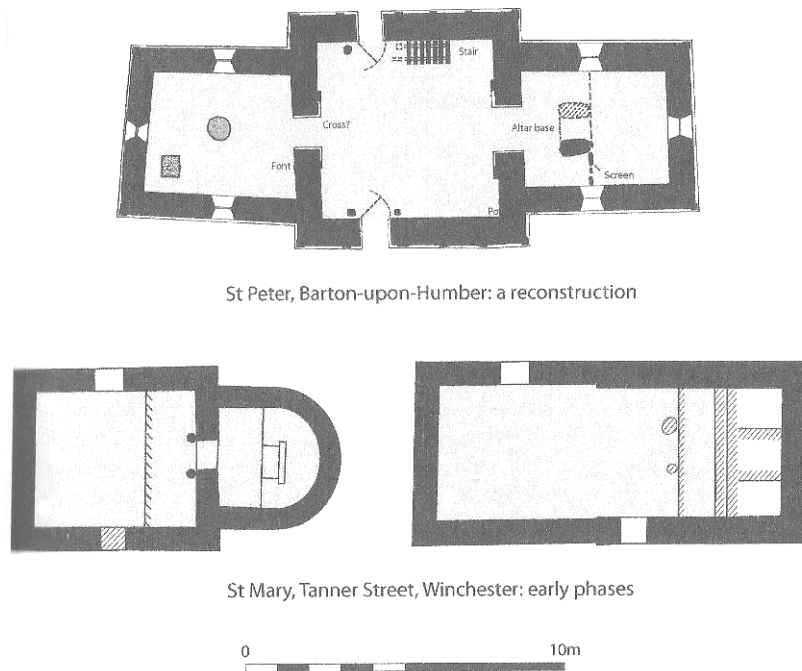 Stair
Cross?
Altar base
Font
Screen
Po
St Peter, Barton-upon-Humber: a reconstruction
St Mary, Tanner Street, Winchester: early phases
0 10m